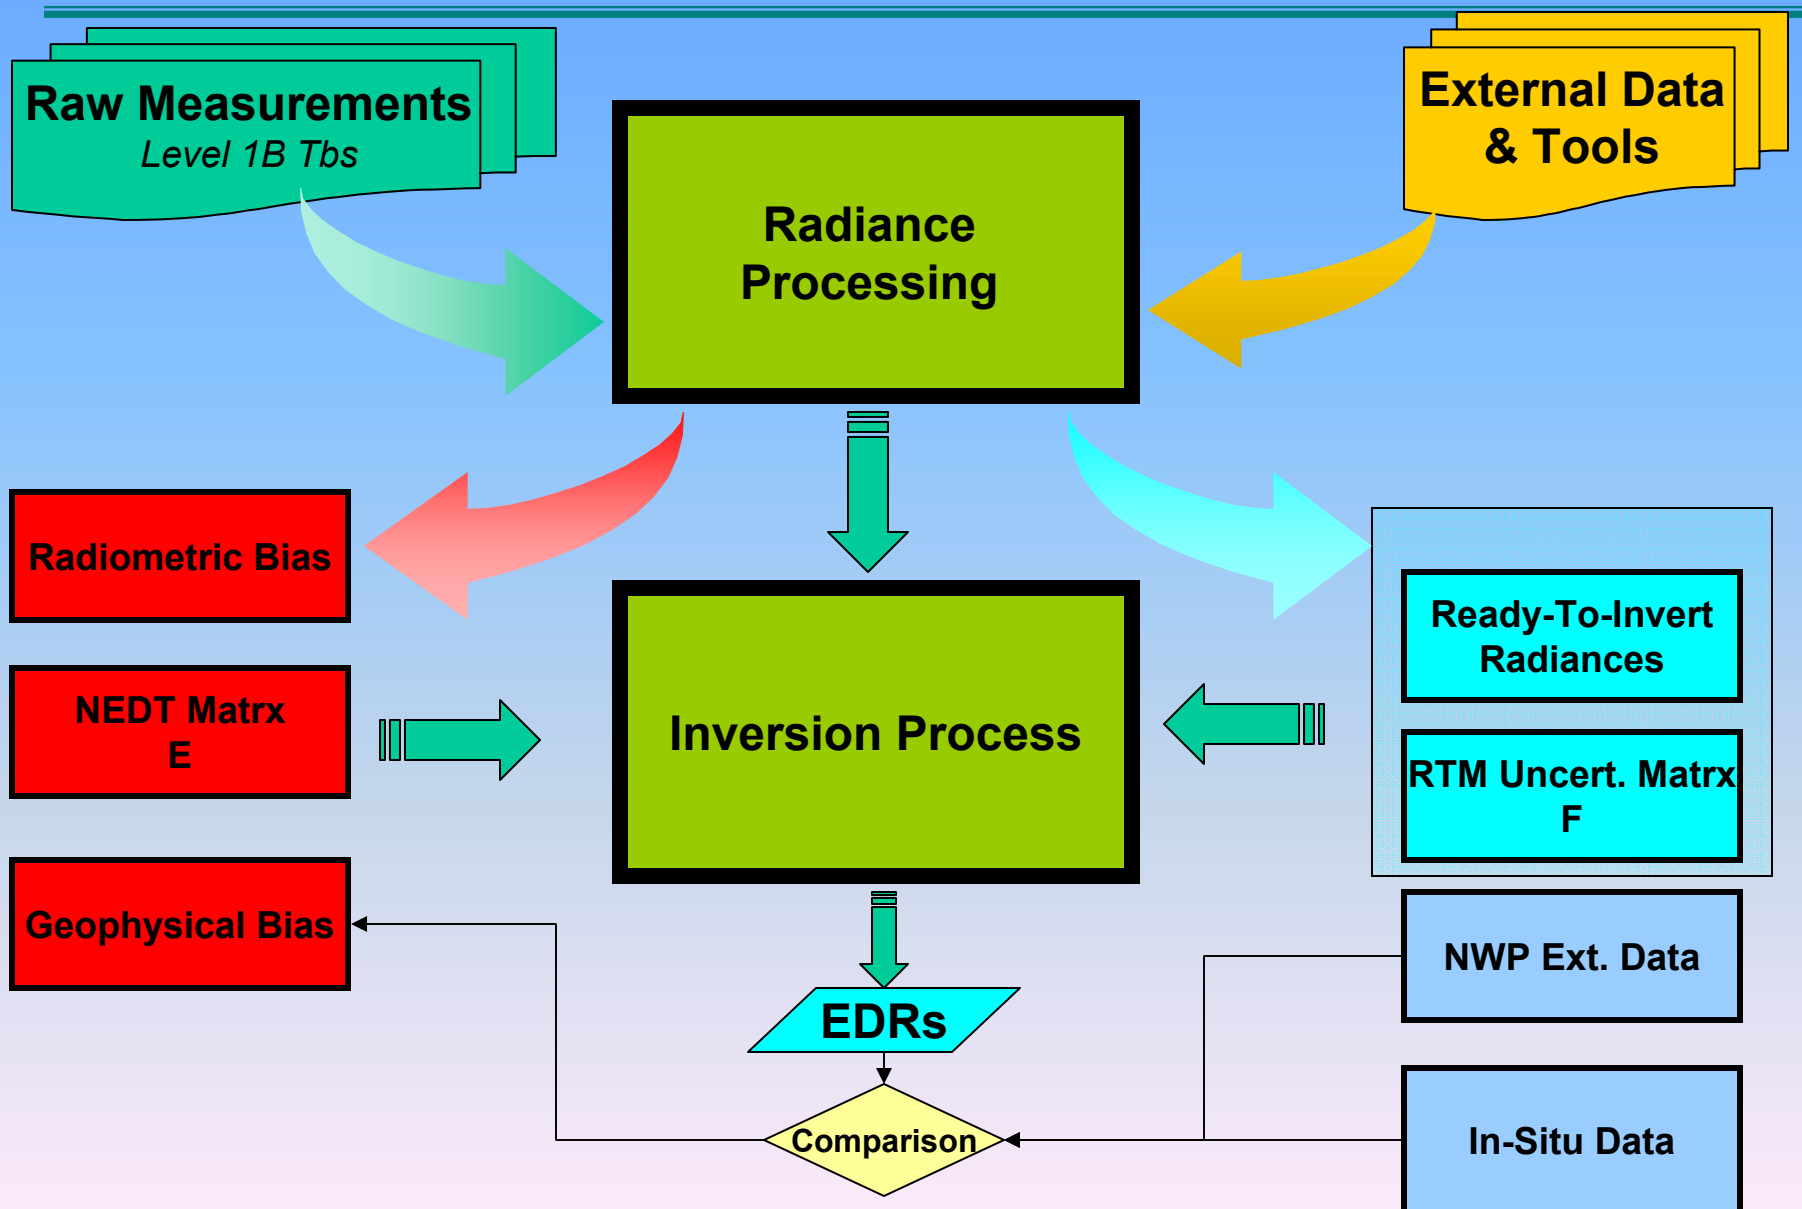 Raw Measurements
Level 1B Tbs
External Data
& Tools
Radiance
Processing
Radiometric Bias
Ready-To-Invert
Radiances
NEDT Matrx
E
Inversion Process
RTM Uncert. Matrx
F
Geophysical Bias
NWP Ext. Data
EDRs
Comparison
In-Situ Data